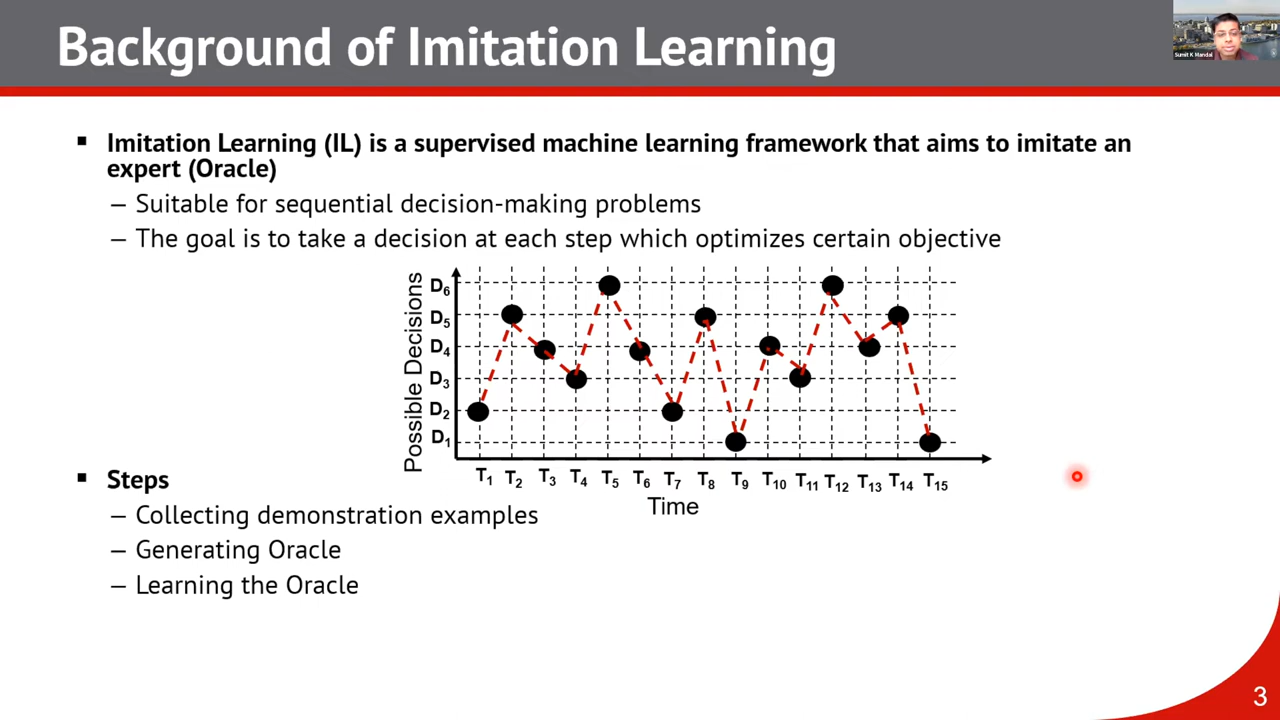 Background of Imitation Learning
Sumit K Mandal
▪ Imitation Learning (IL) is a supervised machine learning framework that aims to imitate an
expert (Oracle)
– Suitable for sequential decision-making problems
– The goal is to take a decision at each step which optimizes certain objective
Possible Decisions
D6
D5
D4
D3
D2
D1
T1 T2 T3 T4 T5 T6 T7 T8 T9 T10 T11 T12 T13 T14 T15
Time
▪ Steps
– Collecting demonstration examples
– Generating Oracle
– Learning the Oracle
3